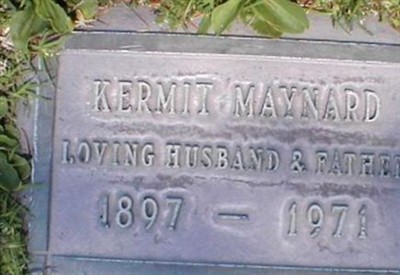 KERMIT MAYNARD
LOVING HUSBAND & FATHER
1897 – 1971